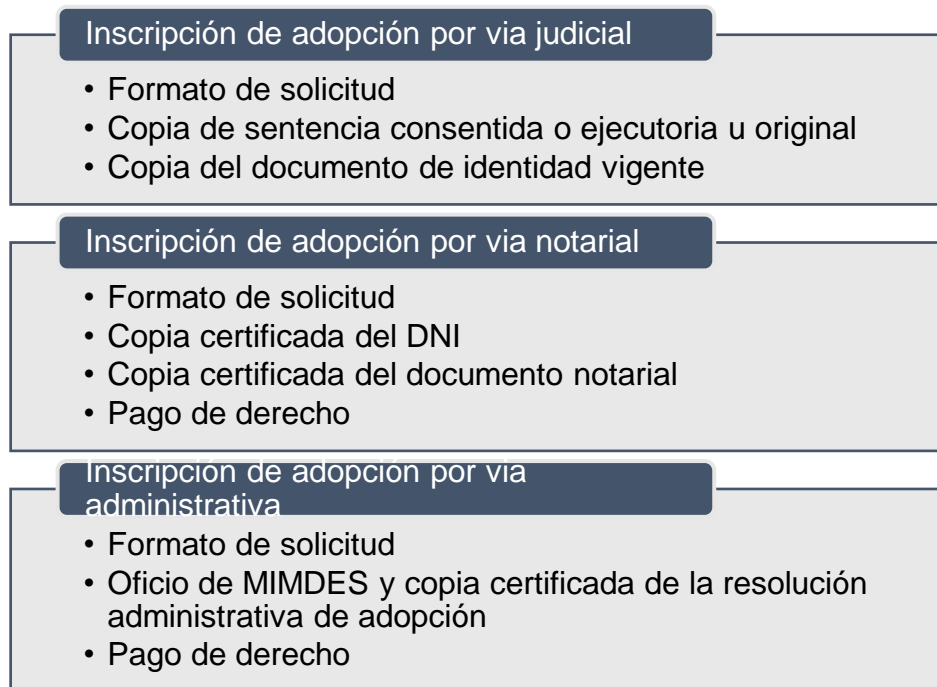 Inscripción de adopción por via judicial
• Formato de solicitud
• Copia de sentencia consentida o ejecutoria u original
• Copia del documento de identidad vigente
Inscripción de adopción por via notarial
• Formato de solicitud
• Copia certificada del DNI
• Copia certificada del documento notarial
• Pago de derecho
Inscripción de adopción por via
administrativa
• Formato de solicitud
• Oficio de MIMDES y copia certificada de la resolución
administrativa de adopción
• Pago de derecho